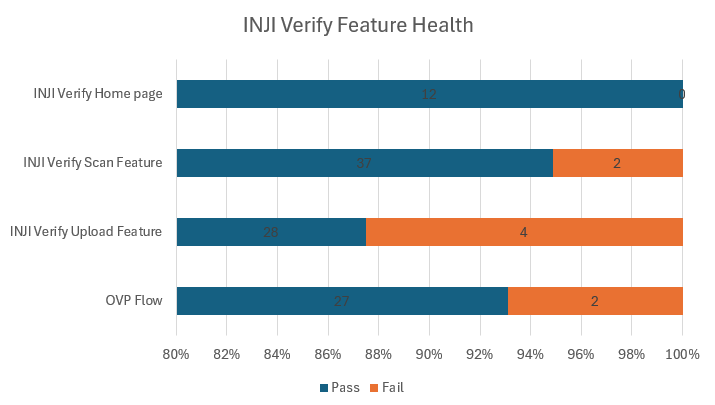 INJI Verify Feature Health
INJI Verify Home page
12
0
INJI Verify Scan Feature
37
2
INJI Verify Upload Feature
28
4
OVP Flow
27
2
80% 82% 84% 86% 88% 90% 92% 94% 96% 98% 100%
Pass Fail